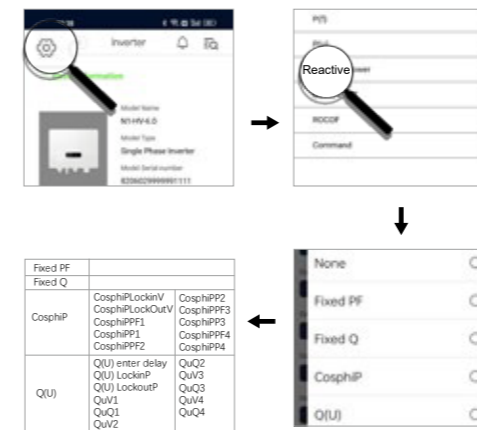 inverter
Model Name
N1-HV-6.0
Model Type
Single Phase Inverter
Model Serial number
P(f)
Reactive
ROCOF
Command
None
Fixed PF
Fixed Q
CosphiP
Q(U)
Fixed PF
Fixed Q
CosphiP
CosphiPLockinV
CosphiPLockOutV
CosphiPPF1
CosphiPP1
CosphiPPF2
CosphiPP2
CosphiPPF3
CosphiPP3
CosphiPPF4
CosphiPP4
Q(U)
Q(U) enter delay
Q(U) LockinP
Q(U) LockoutP
QuV1
QuQ1
QuV2
QuQ2
QuV3
QuQ3
QuV4
QuQ4